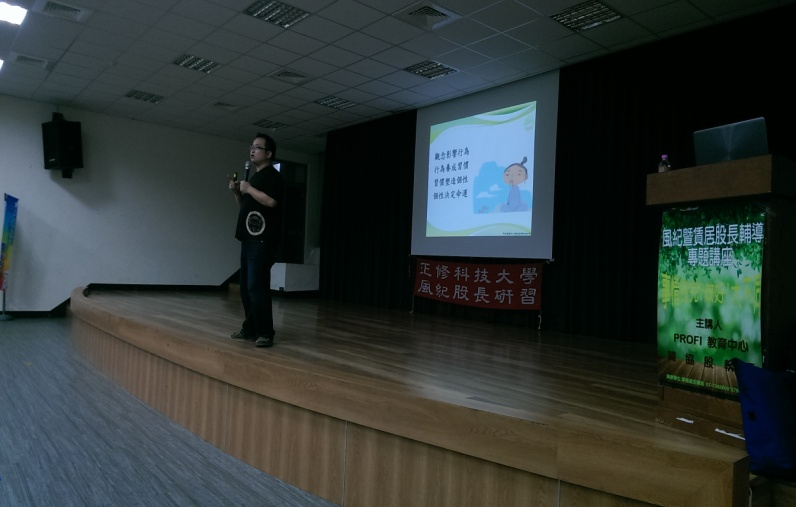 觀念影響行為
行為養成習慣
習慣塑造個性
個性決定命運
正修科技大學
風紀股長研習
風紀暨賃居股長輔導
專題講座
主講人
PROFI 教育中心